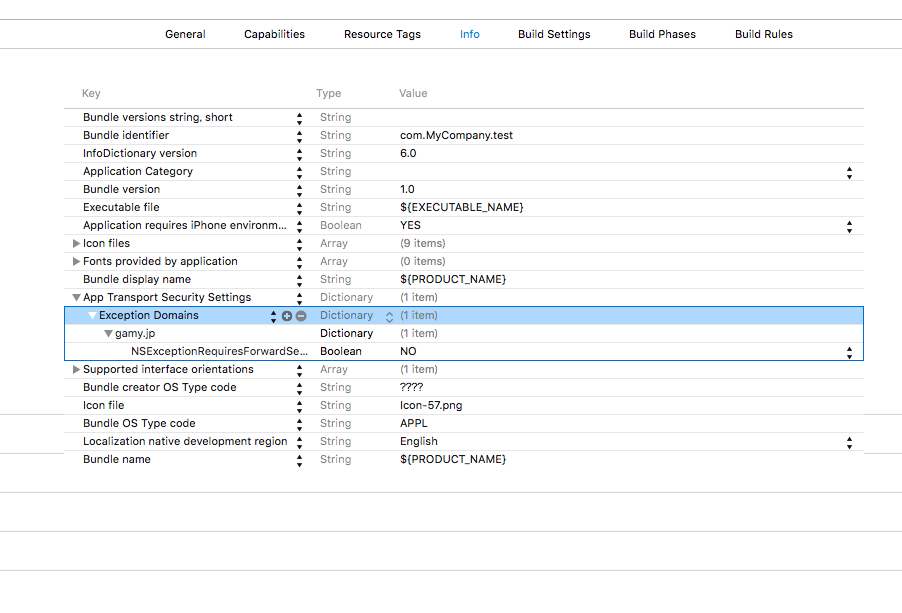 General Capabilities Resource Tags Info Build Settings Build Phases Build Rules
Key Type Value
Bundle versions string, short String
Bundle identifier String com.MyCompany.test
InfoDictionary version String 6.0
Application Category String
Bundle version String 1.0
Executable file String ${EXECUTABLE_NAME}
Application requires iPhone environm... Boolean YES
Icon files Array (9 items)
Fonts provided by application Array (0 items)
Bundle display name String ${PRODUCT_NAME}
App Transport Security Settings Dictionary (1 item)
Exception Domains Dictionary (1 item)
gamy.jp Dictionary (1 item)
NSExceptionRequiresForwardSe... Boolean NO
Supported interface orientations Array (1 item)
Bundle creator OS Type code String ????
Icon file String Icon-57.png
Bundle OS Type code String APPL
Localization native development region String English
Bundle name String ${PRODUCT_NAME}